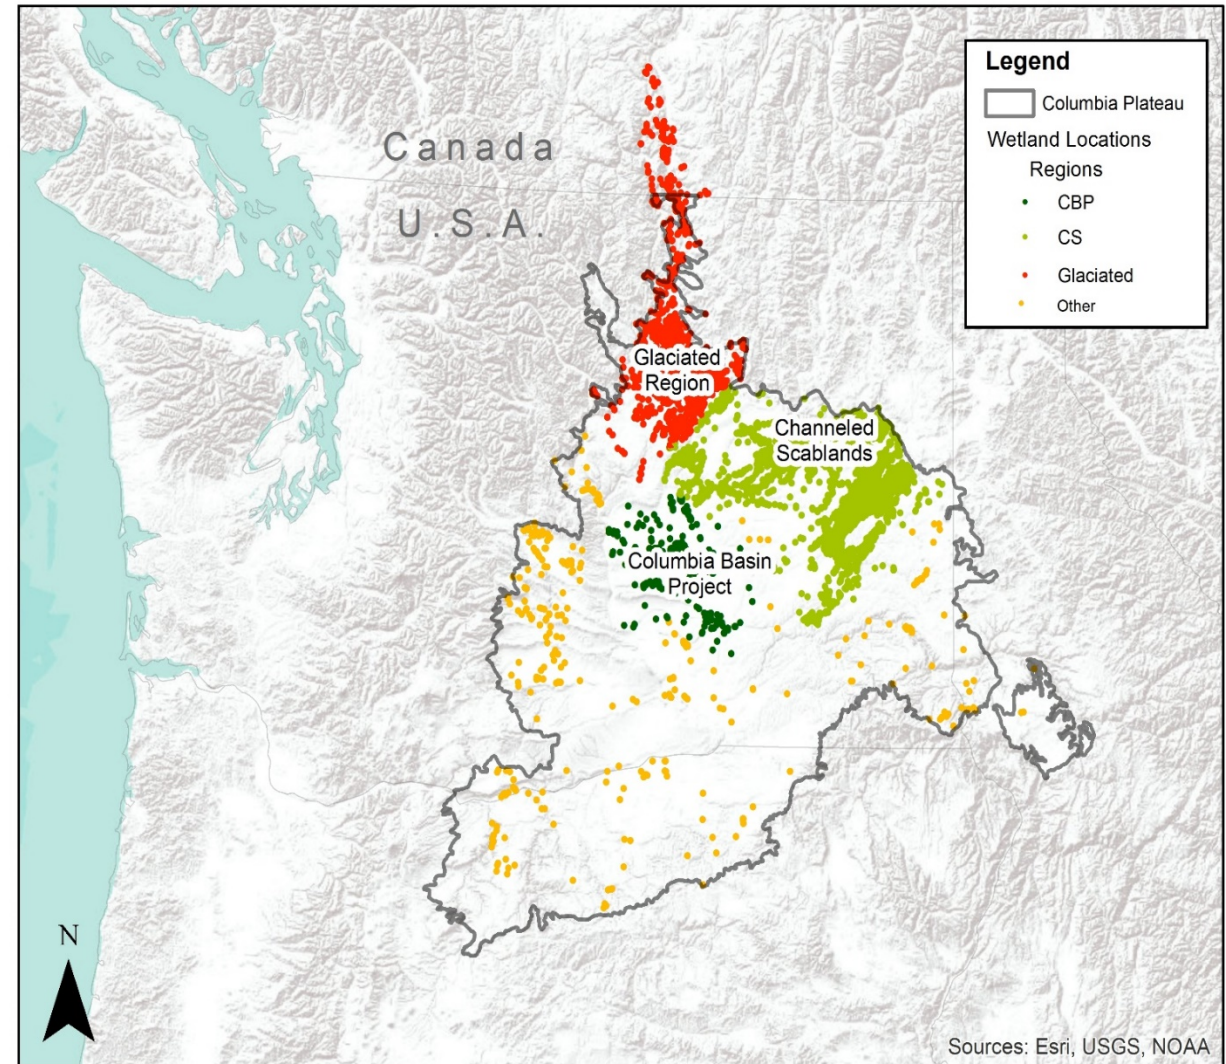 Canada
U.S.A.
Legend
Columbia Plateau
Wetland Locations
Regions
CBP
CS
Glaciated
Other
Glaciated
Region
Channeled
Scablands
Columbia Basin
Project
N
Sources: Esri, USGS, NOAA